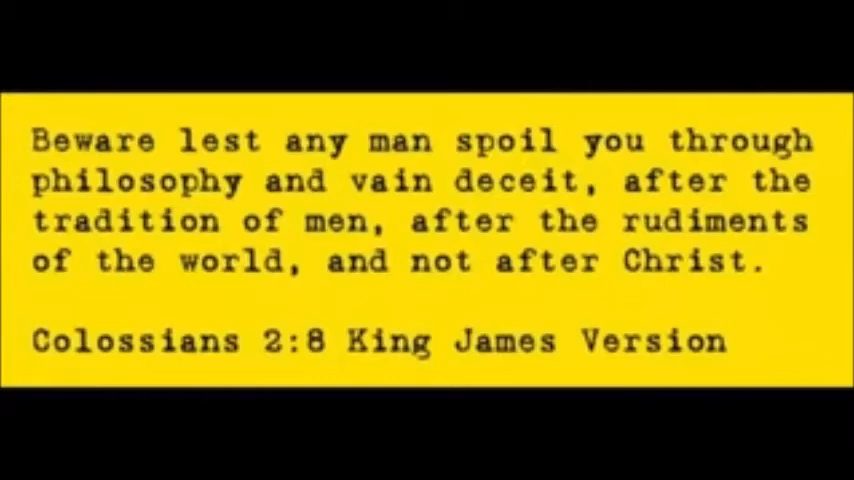 Beware lest any man spoil you through
philosophy and vain deceit, after the
tradition of men, after the rudiments
of the world, and not after Christ.
Colossians 2:8 King James Version